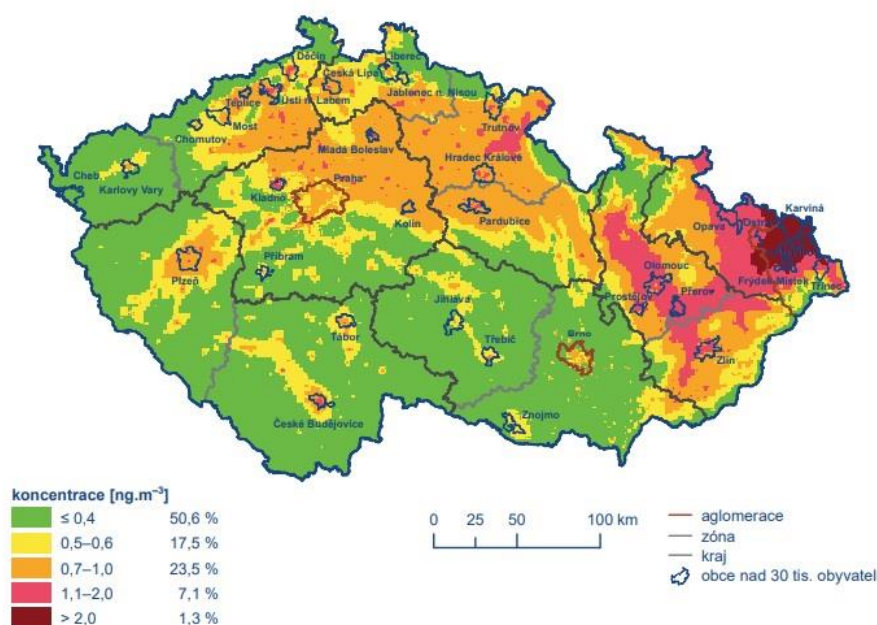 Děčín
Liberec
Česká Lípa
Jablonec n. Nisou
Teplice
Ústí n. Labem
Most
Chomutov
Trutnov
Mladá Boleslav
Hradec Králové
Cheb
Karlovy Vary
Kladno
Praha
Kolín
Pardubice
Karviná
Opava
Plzeň
Příbram
Olomouc
Frýdek-Místek
Třinec
Prostějov
Přerov
Jihlava
Tábor
Třebíč
Brno
Zlín
České Budějovice
Znojmo
koncentrace [ng.m⁻³]
≤ 0,4 50,6 %
0,5–0,6 17,5 %
0,7–1,0 23,5 %
1,1–2,0 7,1 %
> 2,0 1,3 %
0 25 50 100 km
aglomerace
zóna
kraj
obce nad 30 tis. obyvatel